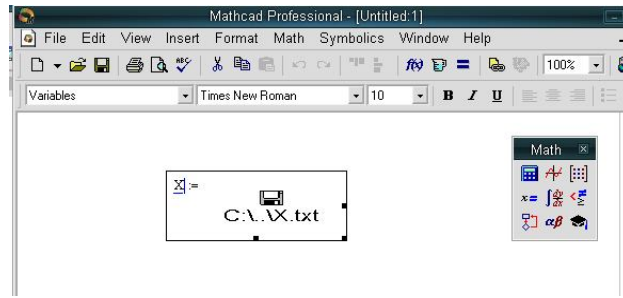 Mathcad Professional - [Untitled:1]
File Edit View Insert Format Math Symbolics Window Help
100%
Variables Times New Roman 10 B I U
Math
X:=
C:\..\X.txt
x=
αβ